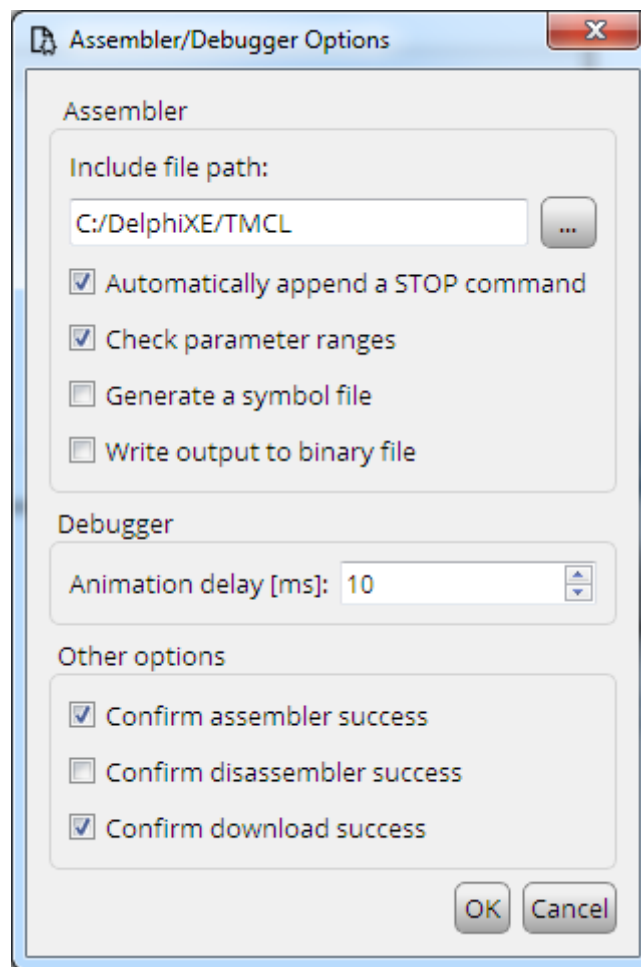 Assembler/Debugger Options
Assembler
Include file path:
C:/DelphiXE/TMCL
...
Automatically append a STOP command
Check parameter ranges
Generate a symbol file
Write output to binary file
Debugger
Animation delay [ms]: 10
Other options
Confirm assembler success
Confirm disassembler success
Confirm download success
OK Cancel